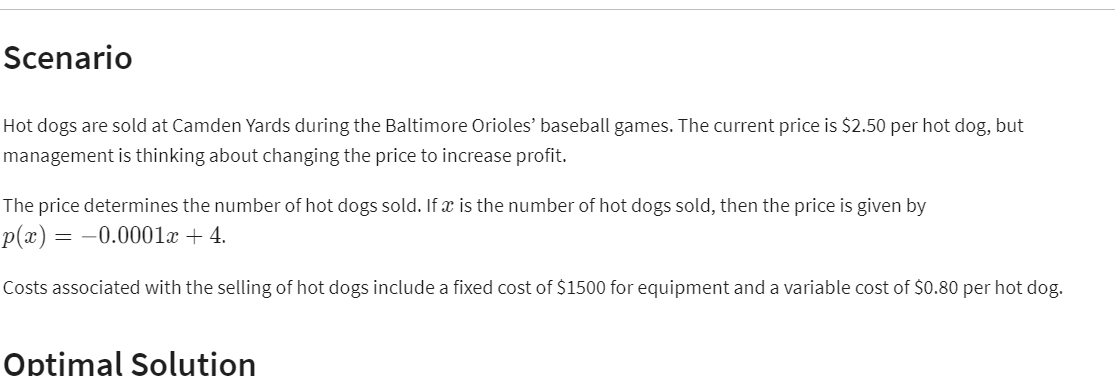 Scenario
Hot dogs are sold at Camden Yards during the Baltimore Orioles’ baseball games. The current price is $2.50 per hot dog, but
management is thinking about changing the price to increase profit.
The price determines the number of hot dogs sold. If x is the number of hot dogs sold, then the price is given by
p(x) = −0.0001x + 4.
Costs associated with the selling of hot dogs include a fixed cost of $1500 for equipment and a variable cost of $0.80 per hot dog.
Optimal Solution